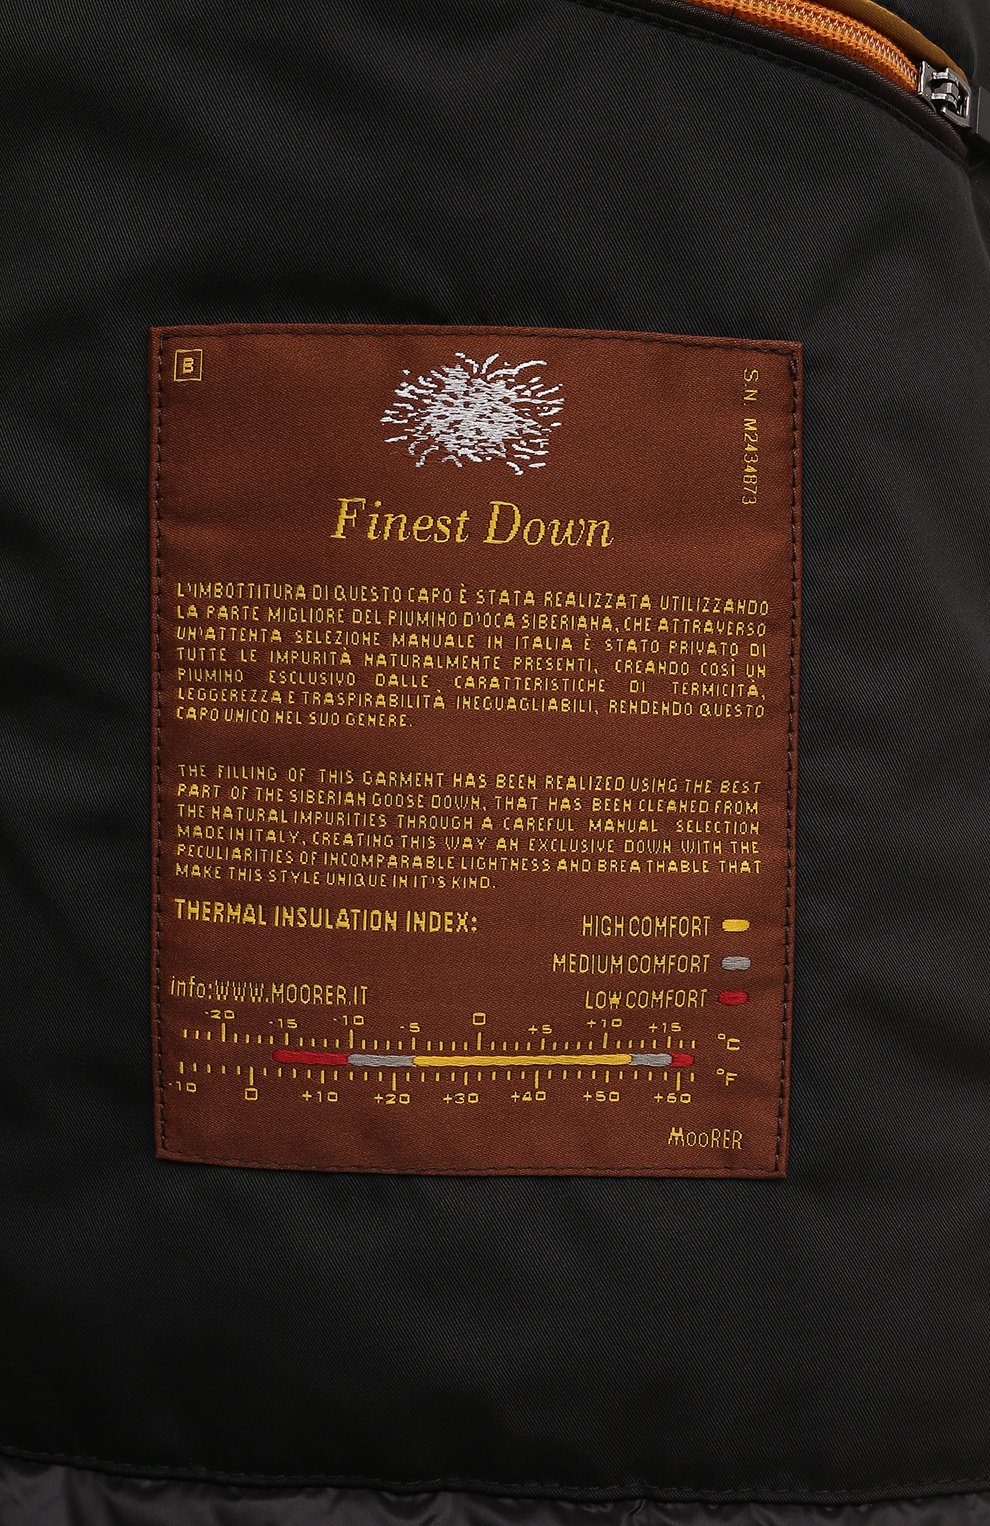 B
S.N. M2434873
Finest Down
L'IMBOTTITURA DI QUESTO CAPO È STATA REALIZZATA UTILIZZANDO
LA PARTE MIGLIORE DEL PIUMINO D'OCA SIBERIANA, CHE ATTRAVERSO
UN'ATTENTA SELEZIONE MANUALE IN ITALIA È STATO PRIVATO DI
TUTTE LE IMPURITÀ NATURALMENTE PRESENTI, CREANDO COSÌ UN
PIUMINO ESCLUSIVO DALLE CARATTERISTICHE DI TERMICITÀ,
LEGGEREZZA E TRASPIRABILITÀ INEGUAGLIABILI, RENDENDO QUESTO
CAPO UNICO NEL SUO GENERE.
THE FILLING OF THIS GARMENT HAS BEEN REALIZED USING THE BEST
PART OF THE SIBERIAN GOOSE DOWN, THAT HAS BEEN CLEANED FROM
THE NATURAL IMPURITIES THROUGH A CAREFUL MANUAL SELECTION
MADE IN ITALY, CREATING THIS WAY AN EXCLUSIVE DOWN WITH THE
PECULIARITIES OF INCOMPARABLE LIGHTNESS AND BREATHABLE THAT
MAKE THIS STYLE UNIQUE IN IT'S KIND.
THERMAL INSULATION INDEX: HIGH COMFORT
MEDIUM COMFORT
info:WWW.MOORER.IT LOW COMFORT
-20 -15 -10 -5 0 +5 +10 +15 °C
-10 0 +10 +20 +30 +40 +50 +60 °F
MOORER